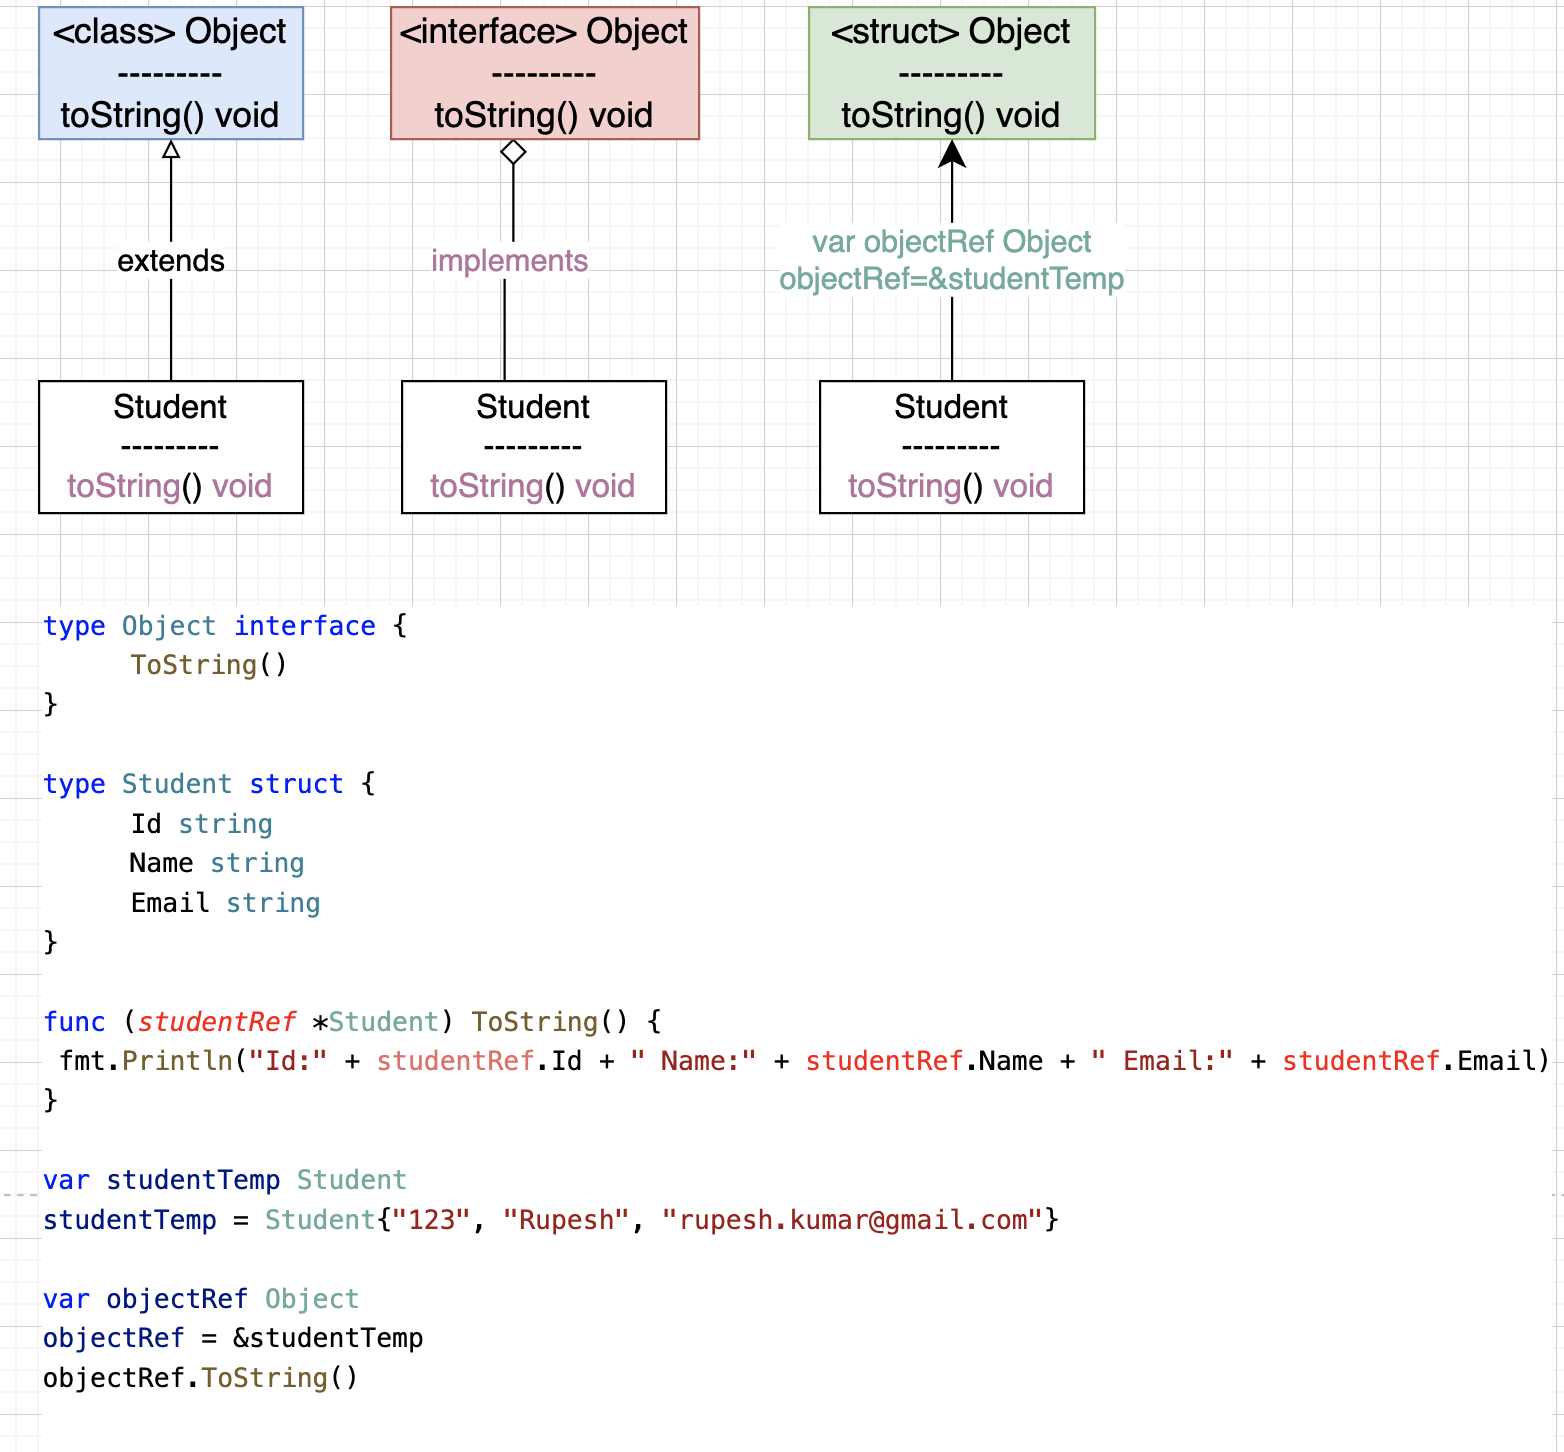 <class> Object
---------
toString() void
<interface> Object
---------
toString() void
<struct> Object
---------
toString() void
extends
implements
var objectRef Object
objectRef=&studentTemp
Student
---------
toString() void
Student
---------
toString() void
Student
---------
toString() void
type Object interface {
ToString()
}
type Student struct {
Id string
Name string
Email string
}
func (studentRef *Student) ToString() {
fmt.Println("Id:" + studentRef.Id + " Name:" + studentRef.Name + " Email:" + studentRef.Email)
}
var studentTemp Student
studentTemp = Student{"123", "Rupesh", "rupesh.kumar@gmail.com"}
var objectRef Object
objectRef = &studentTemp
objectRef.ToString()